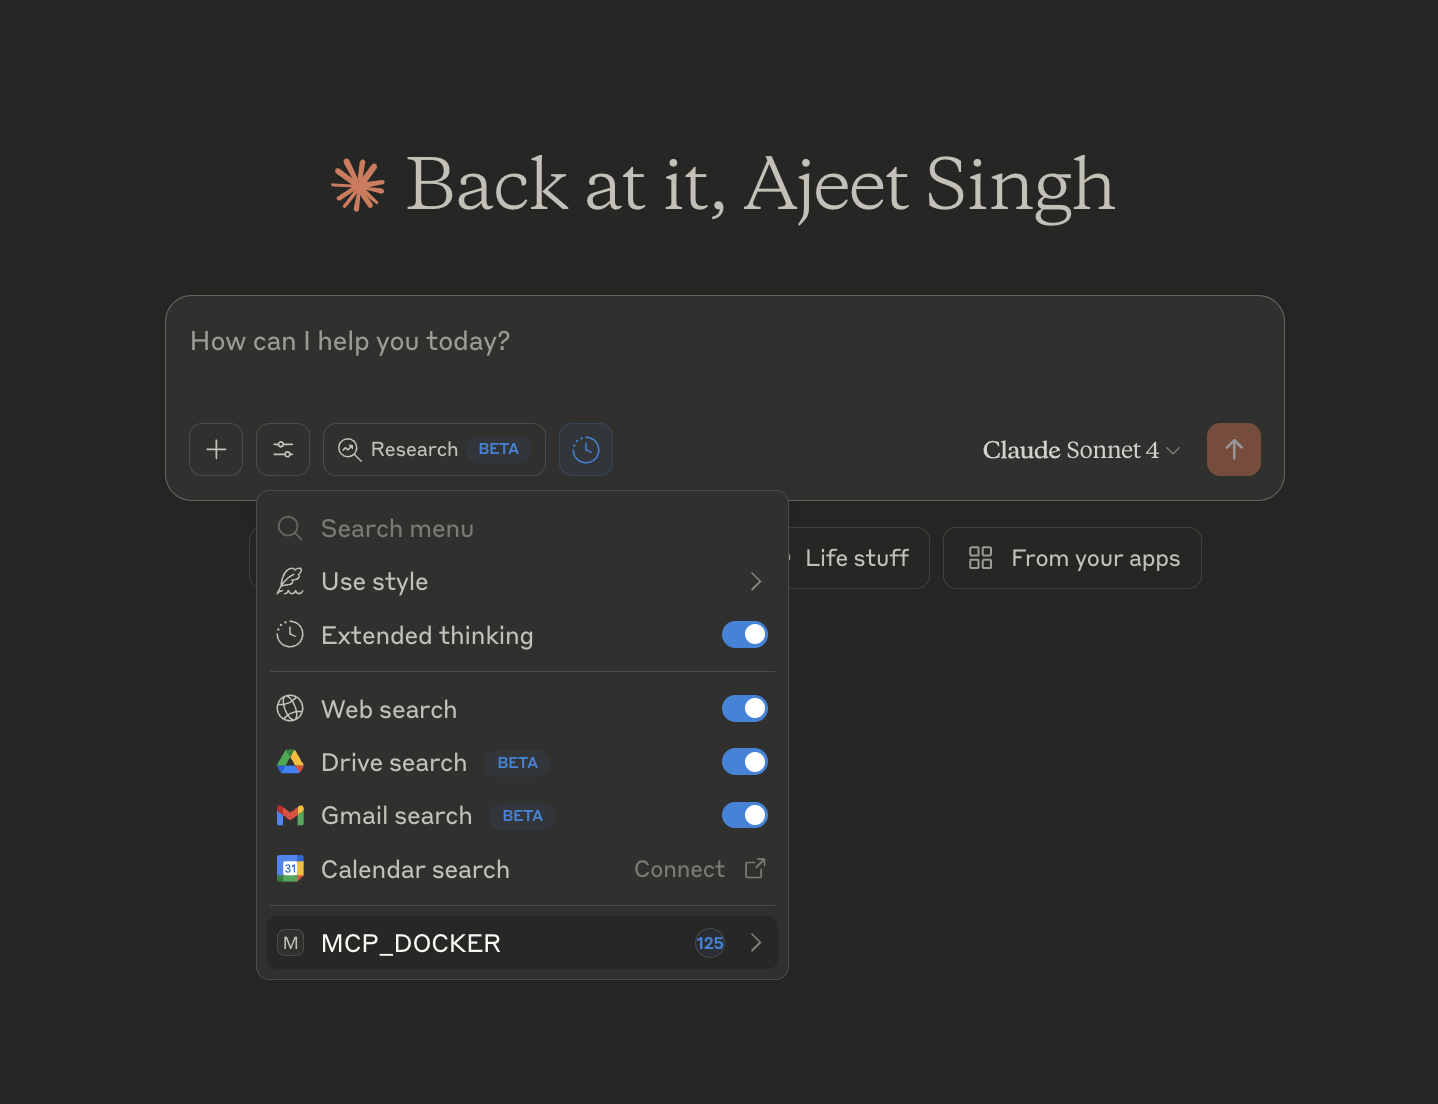 Back at it, Ajeet Singh
How can I help you today?
Research BETA
Claude Sonnet 4
Search menu
Use style
Life stuff
From your apps
Extended thinking
Web search
Drive search BETA
Gmail search BETA
31 Calendar search Connect
M MCP_DOCKER 125